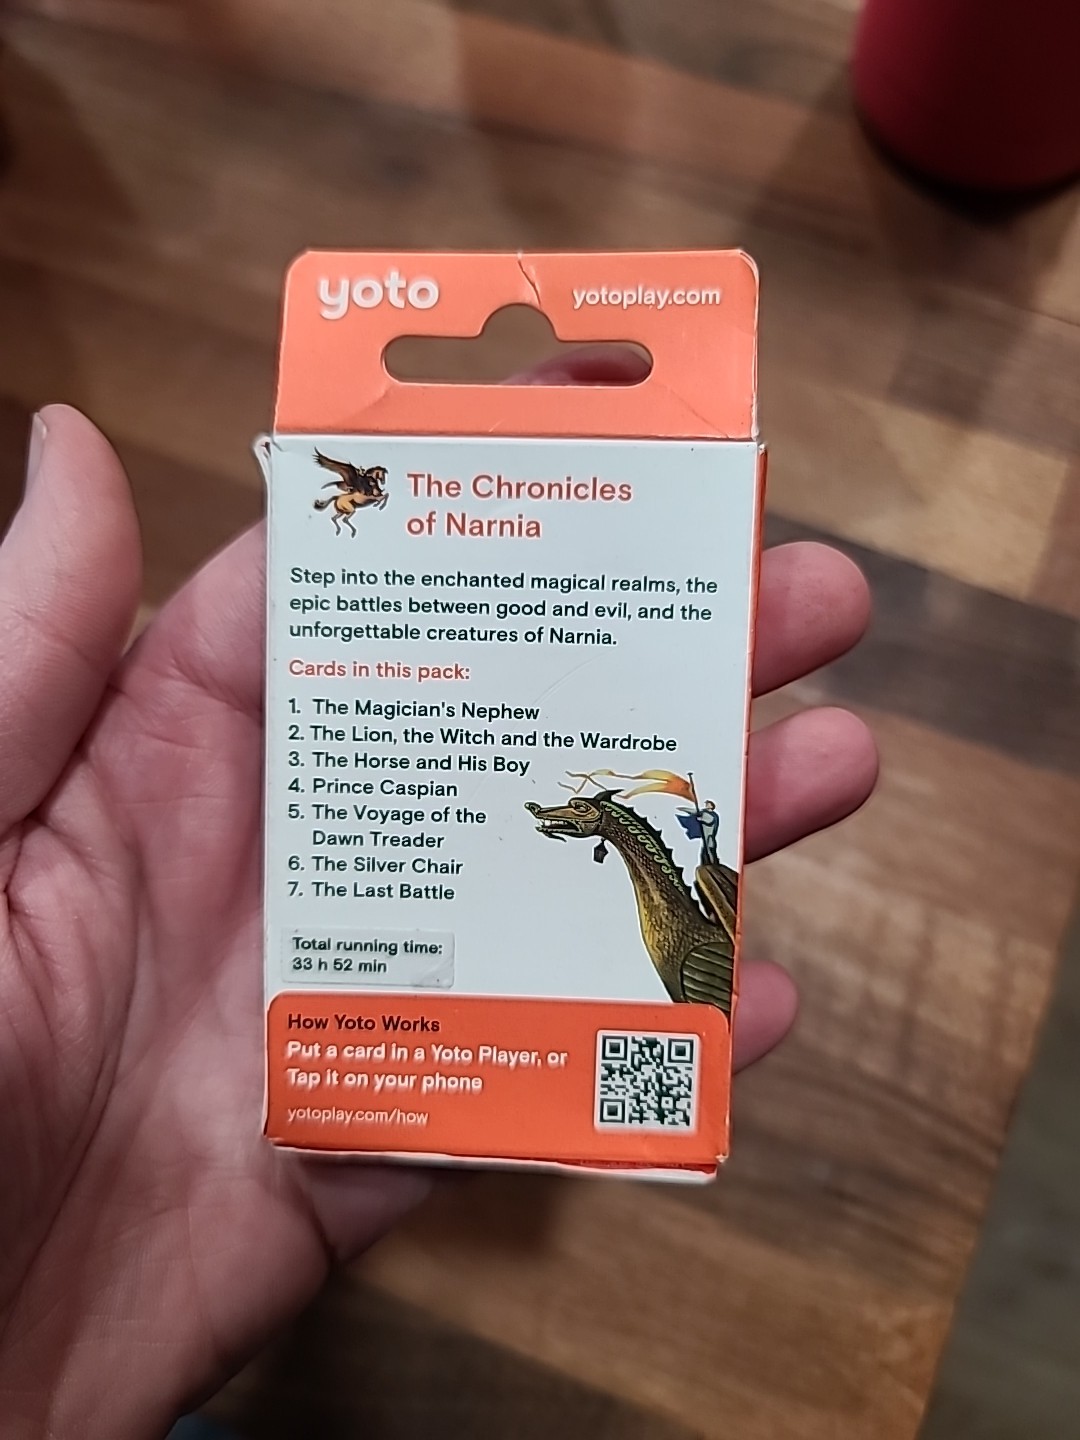 yoto
yotoplay.com
The Chronicles
of Narnia
Step into the enchanted magical realms, the
epic battles between good and evil, and the
unforgettable creatures of Narnia.
Cards in this pack:
1. The Magician's Nephew
2. The Lion, the Witch and the Wardrobe
3. The Horse and His Boy
4. Prince Caspian
5. The Voyage of the
Dawn Treader
6. The Silver Chair
7. The Last Battle
Total running time:
33 h 52 min
How Yoto Works
Put a card in a Yoto Player, or
Tap it on your phone
yotoplay.com/how